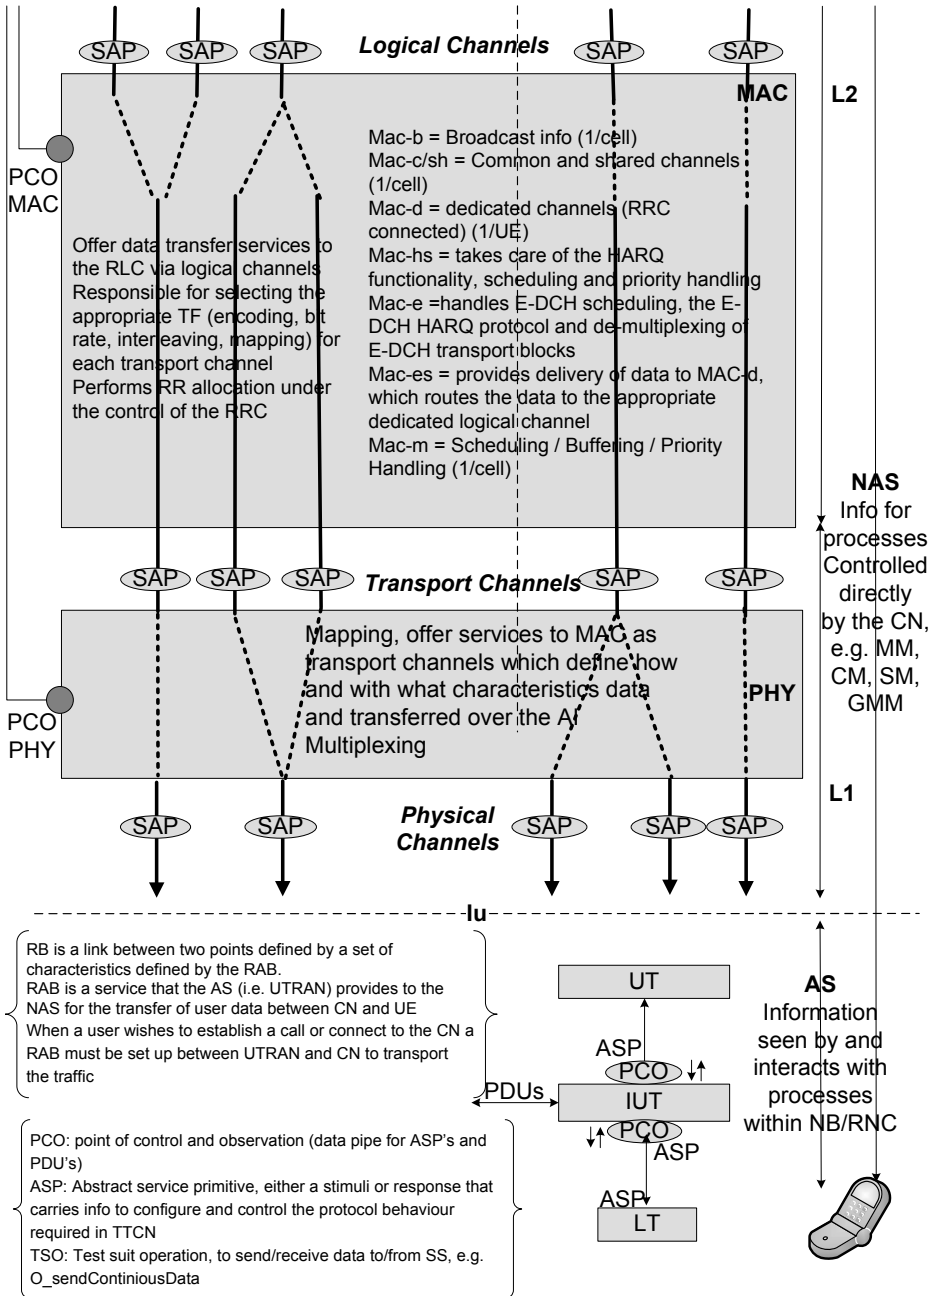 SAP
SAP
SAP
Logical Channels
SAP
SAP
MAC
L2
PCO
MAC
Mac-b = Broadcast info (1/cell)
Mac-c/sh = Common and shared channels
(1/cell)
Mac-d = dedicated channels (RRC
connected) (1/UE)
Mac-hs = takes care of the HARQ
functionality, scheduling and priority handling
Mac-e =handles E-DCH scheduling, the E-
DCH HARQ protocol and de-multiplexing of
E-DCH transport blocks
Mac-es = provides delivery of data to MAC-d,
which routes the data to the appropriate
dedicated logical channel
Mac-m = Scheduling / Buffering / Priority
Handling (1/cell)
Offer data transfer services to
the RLC via logical channels
Responsible for selecting the
appropriate TF (encoding, bit
rate, interleaving, mapping) for
each transport channel
Performs RR allocation under
the control of the RRC
NAS
Info for
processes
Controlled
directly
by the CN,
e.g. MM,
CM, SM,
GMM
SAP
SAP
SAP
Transport Channels
SAP
SAP
Mapping, offer services to MAC as
transport channels which define how
and with what characteristics data
and transferred over the AI
Multiplexing
PHY
PCO
PHY
L1
SAP
SAP
Physical
Channels
SAP
SAP
SAP
Iu
RB is a link between two points defined by a set of
characteristics defined by the RAB.
RAB is a service that the AS (i.e. UTRAN) provides to the
NAS for the transfer of user data between CN and UE
When a user wishes to establish a call or connect to the CN a
RAB must be set up between UTRAN and CN to transport
the traffic
UT
ASP
PCO
PDUs
IUT
PCO
ASP
ASP
LT
AS
Information
seen by and
interacts with
processes
within NB/RNC
PCO: point of control and observation (data pipe for ASP's and
PDU's)
ASP: Abstract service primitive, either a stimuli or response that
carries info to configure and control the protocol behaviour
required in TTCN
TSO: Test suit operation, to send/receive data to/from SS, e.g.
O_sendContiniousData